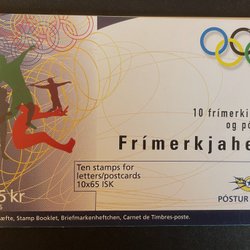 10 frímerki
og pó
Frímerkjahe
Ten stamps for
letters/postcards
10x65 ISK
5 kr
PÓSTUR
æfte, Stamp Booklet, Briefmarkenheftchen, Carnet de Timbres-poste.